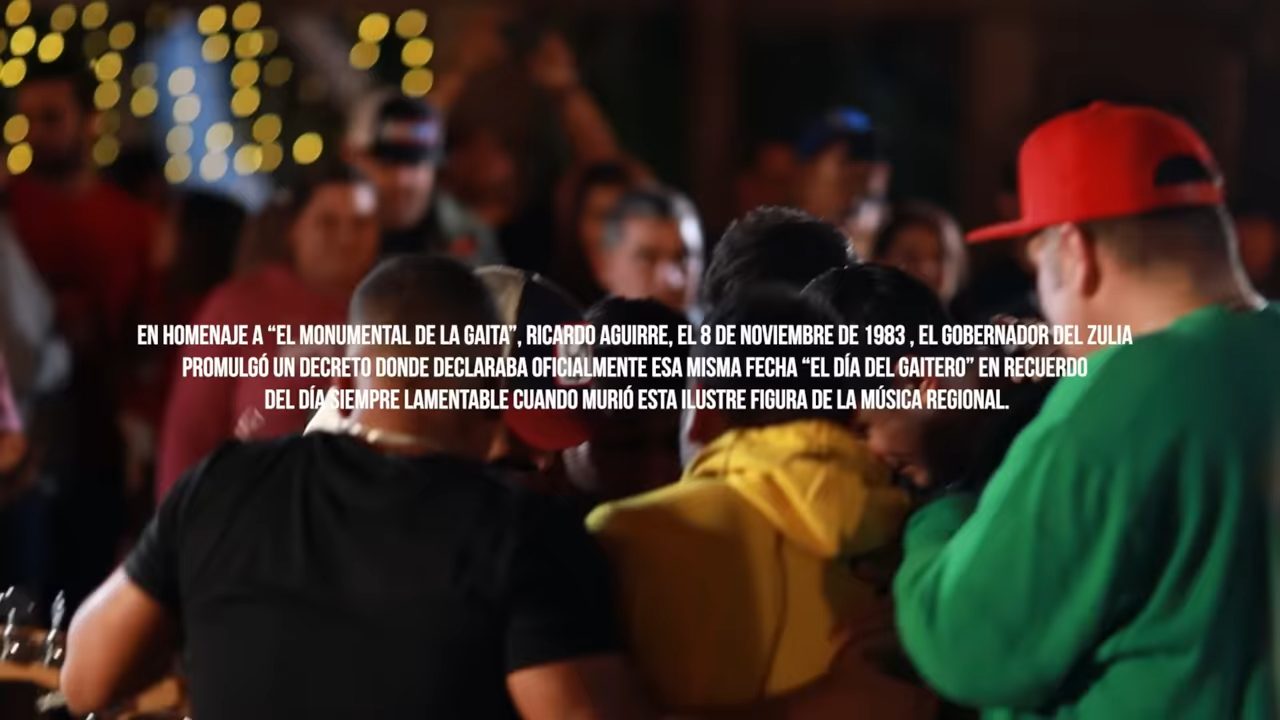 EN HOMENAJE A “EL MONUMENTAL DE LA GAITA”, RICARDO AGUIRRE, EL 8 DE NOVIEMBRE DE 1983 , EL GOBERNADOR DEL ZULIA
PROMULGÓ UN DECRETO DONDE DECLARABA OFICIALMENTE ESA MISMA FECHA “EL DÍA DEL GAITERO” EN RECUERDO
DEL DÍA SIEMPRE LAMENTABLE CUANDO MURIÓ ESTA ILUSTRE FIGURA DE LA MÚSICA REGIONAL.